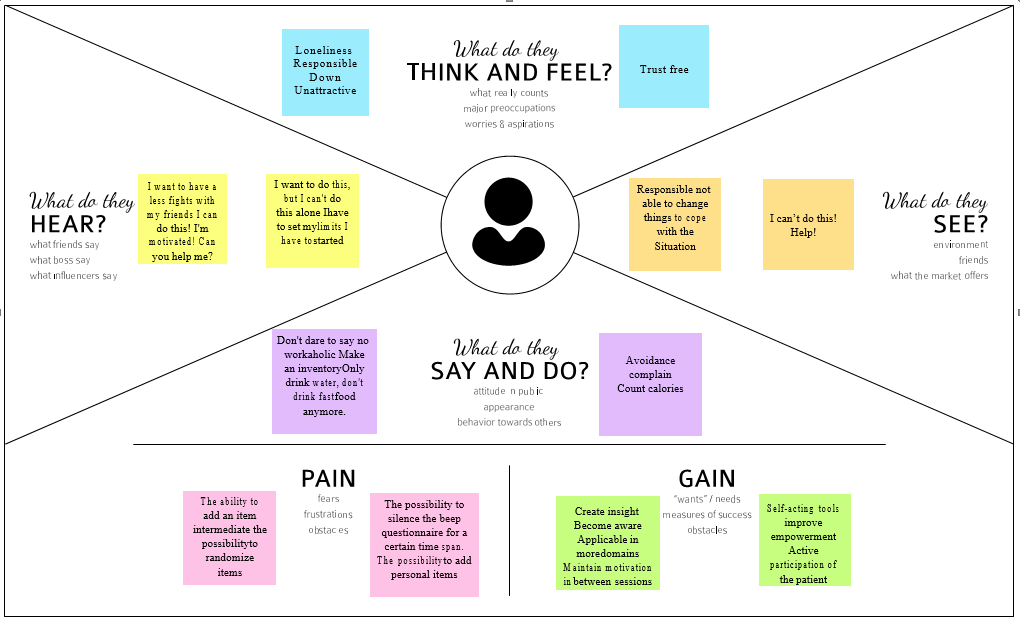 What do they
THINK AND FEEL?
what really counts
major preoccupations
worries & aspirations
Loneliness
Responsible
Down
Unattractive
Trust free
What do they
HEAR?
what friends say
what boss say
what influencers say
I want to have a
less fights with
my friends I can
do this! I'm
motivated! Can
you help me?
I want to do this,
but I can't do
this alone Ihave
to set mylimits I
have tostarted
Responsible not
able to change
things to cope
with the
Situation
I can't do this!
Help!
What do they
SEE?
environment
friends
what the market offers
Don't dare to say no
workaholic Make
an inventoryOnly
drink water, don't
drink fastfood
anymore.
What do they
SAY AND DO?
attitude n public
appearance
behavior towards others
Avoidance
complain
Count calories
PAIN
fears
frustrations
obstacles
The ability to
add an item
intermediate the
possibilityto
randomize
items
The possibility to
silence the beep
questionnaire for a
certain time span.
The possibilityto add
personal items
GAIN
"wants" / needs
measures of success
obstacles
Create insight
Become aware
Applicable in
moredomains
Maintain motivation
in between sessions
Self-acting tools
improve
empowerment
Active
participation of
the patient